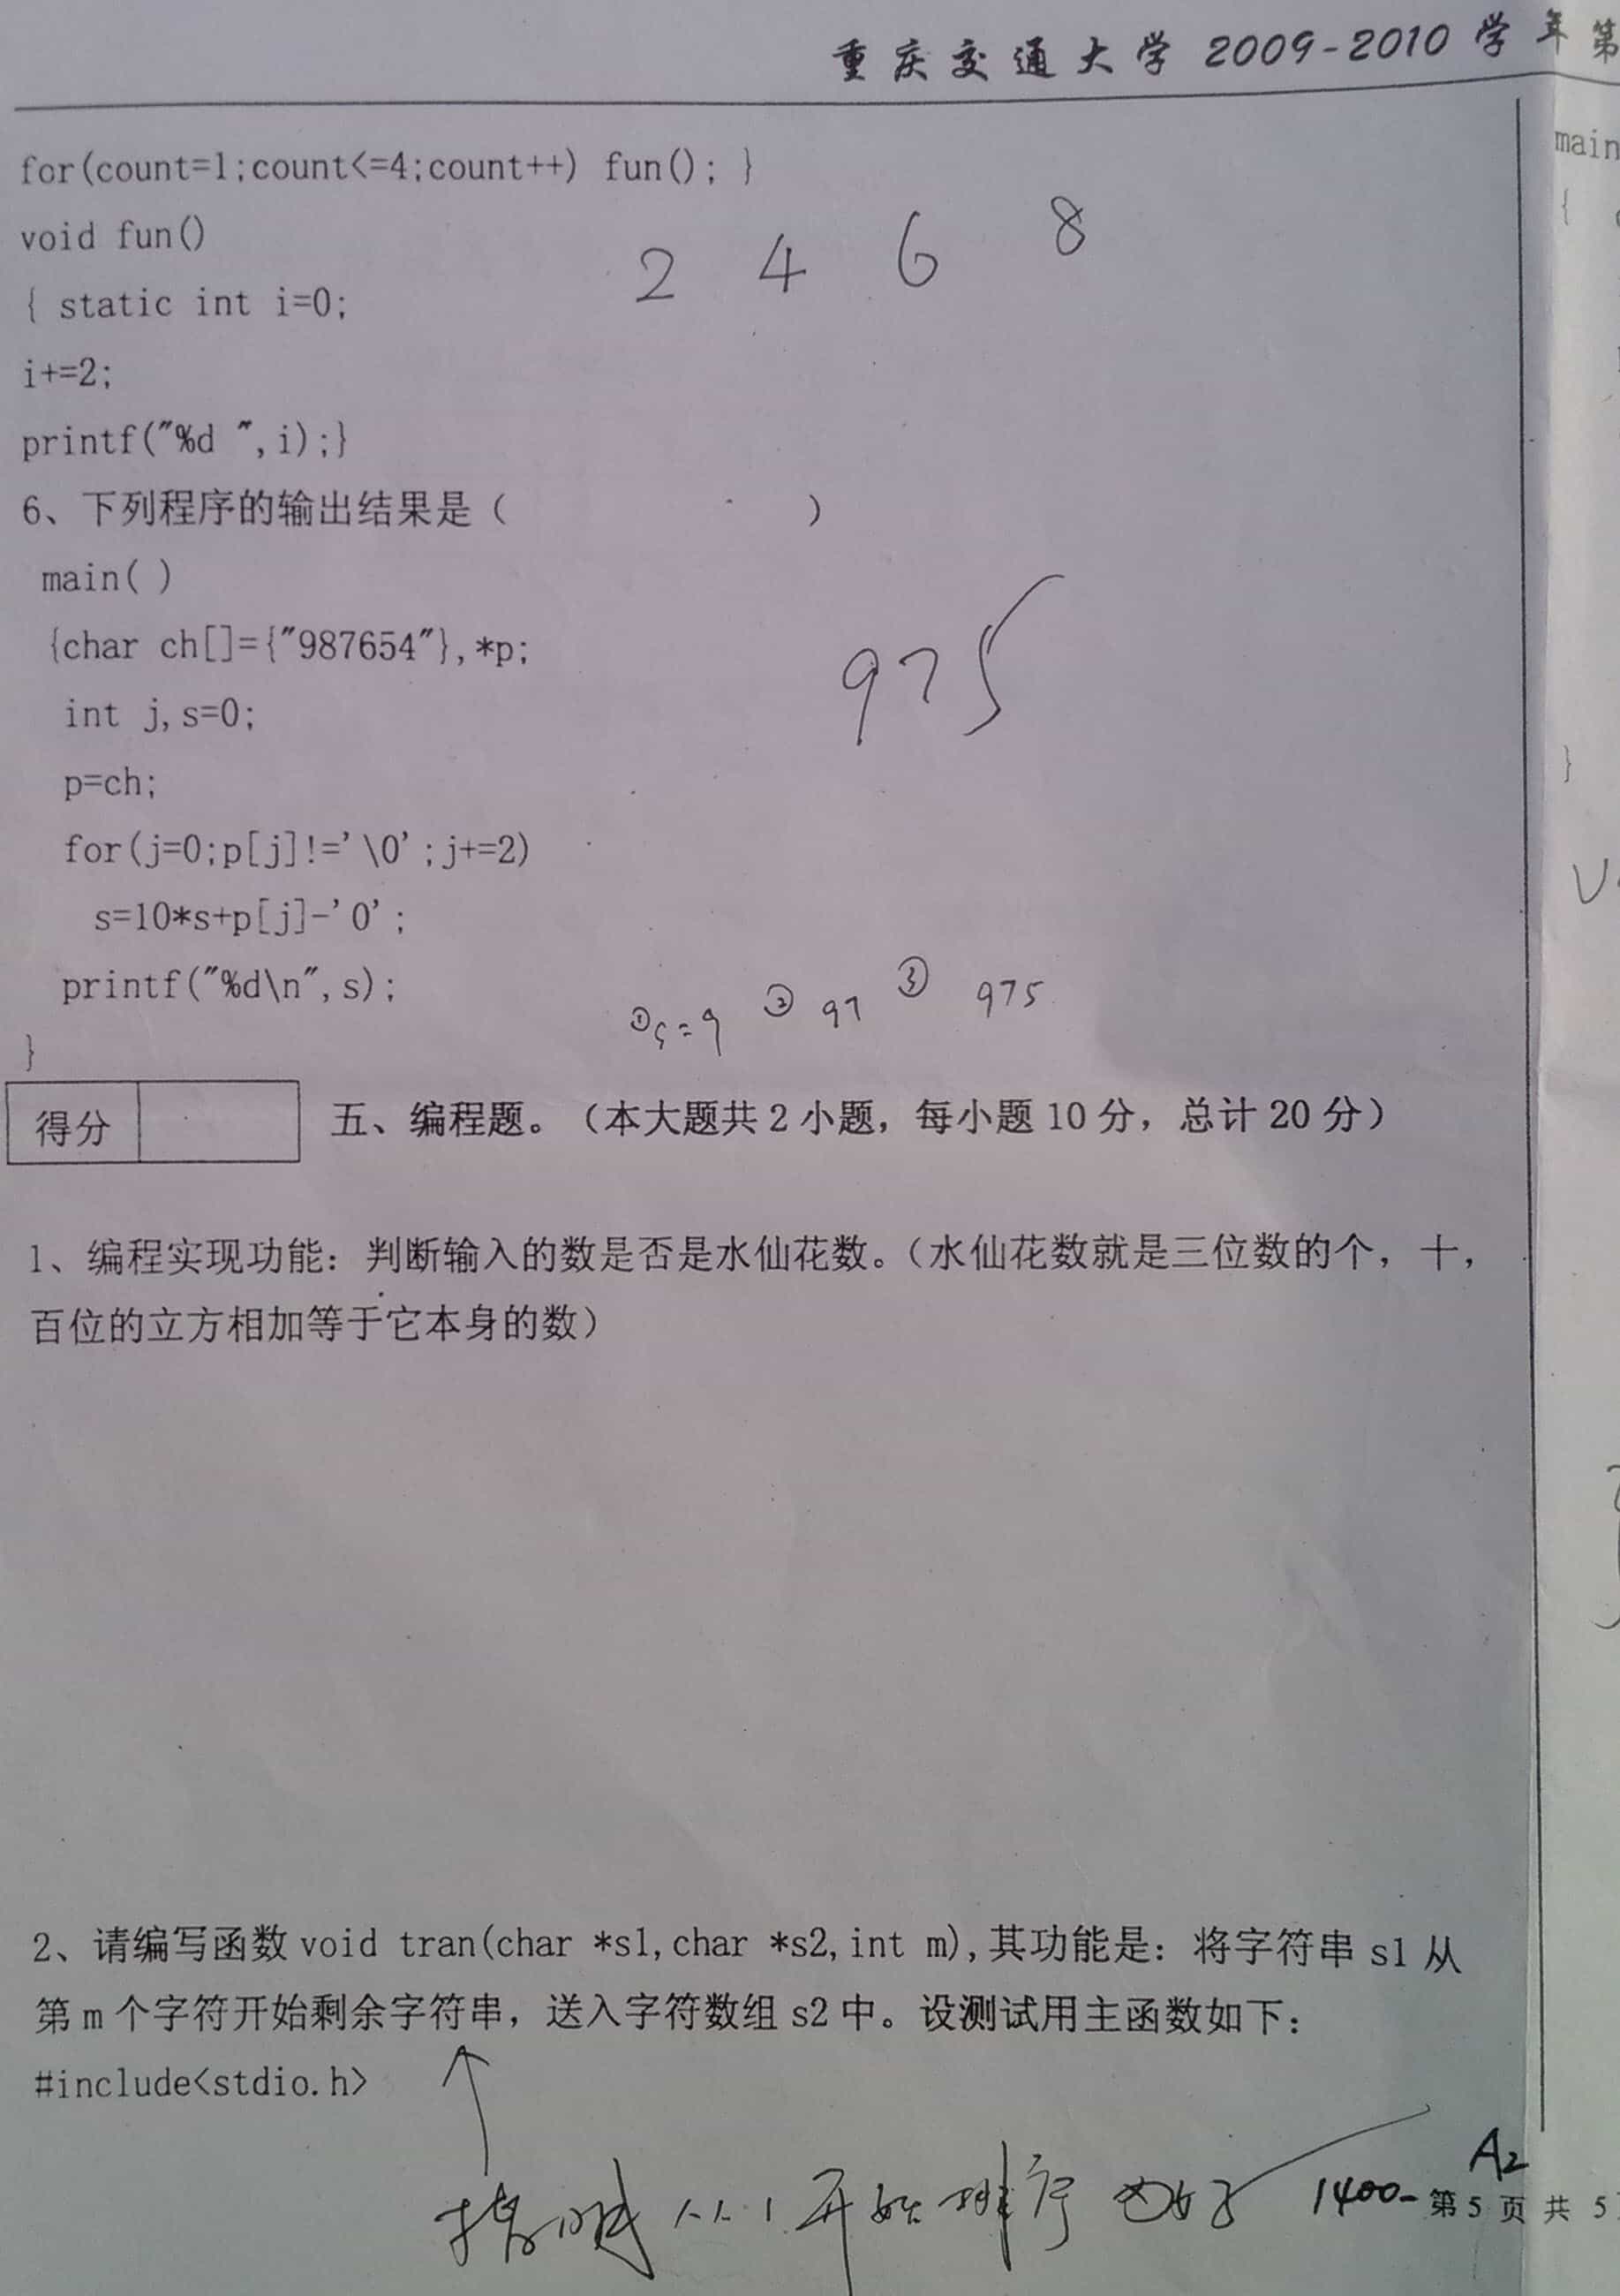 重庆交通大学 2009-2010 学年第
for(count=1;count<=4;count++) fun(); }
void fun()
{ static int i=0;
i+=2;
printf("%d ",i);}
2 4 6 8
6、下列程序的输出结果是（ ）
main( )
{char ch[]={"987654"},*p;
int j,s=0;
p=ch;
for(j=0;p[j]!='\0';j+=2)
s=10*s+p[j]-'0';
printf("%d\n",s);
}
975
①s=9 ② 97 ③ 975
得分
五、编程题。（本大题共 2 小题，每小题 10 分，总计 20 分）
1、编程实现功能：判断输入的数是否是水仙花数。（水仙花数就是三位数的个，十，
百位的立方相加等于它本身的数）
2、请编写函数 void tran(char *s1,char *s2,int m),其功能是：将字符串 s1 从
第 m 个字符开始剩余字符串，送入字符数组 s2 中。设测试用主函数如下：
#include<stdio.h>
从1开始排序
1400-
A2
第 5 页 共 5
main
{
}